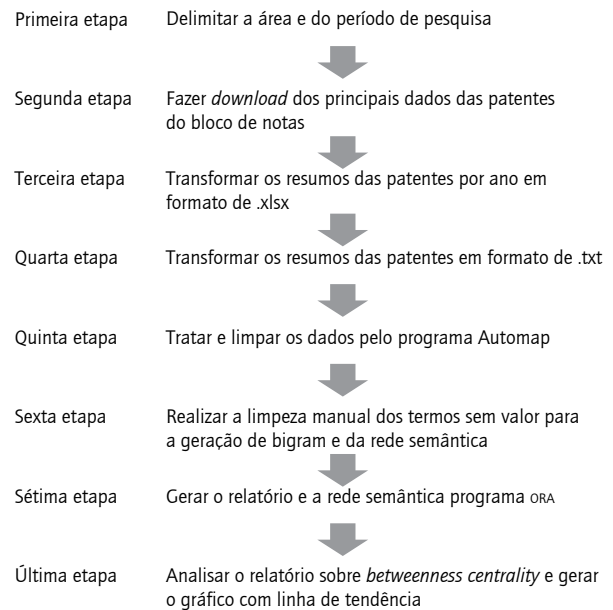 Primeira etapa Delimitar a área e do período de pesquisa
Segunda etapa Fazer download dos principais dados das patentes
do bloco de notas
Terceira etapa Transformar os resumos das patentes por ano em
formato de .xlsx
Quarta etapa Transformar os resumos das patentes em formato de .txt
Quinta etapa Tratar e limpar os dados pelo programa Automap
Sexta etapa Realizar a limpeza manual dos termos sem valor para
a geração de bigram e da rede semântica
Sétima etapa Gerar o relatório e a rede semântica programa ORA
Última etapa Analisar o relatório sobre betweenness centrality e gerar
o gráfico com linha de tendência